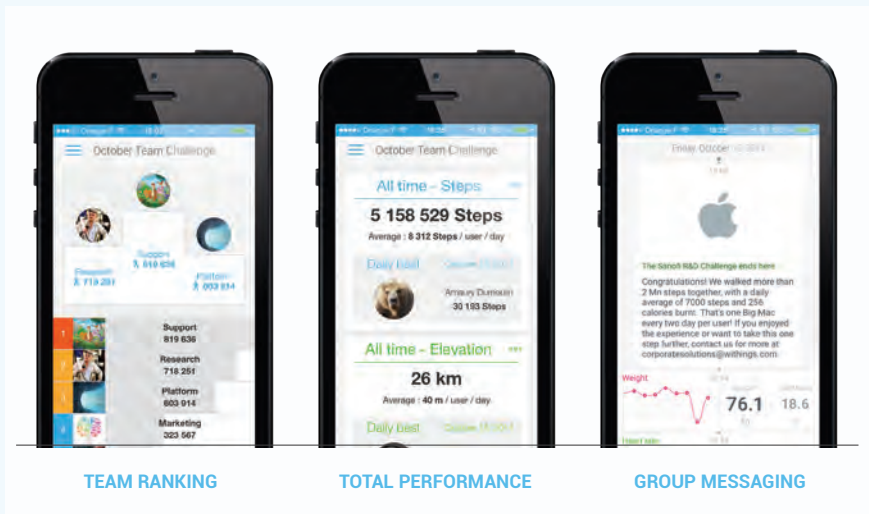 October Team Challenge
Support
819 636
Research
Platform
1
Support
819 636
2
Research
718 251
3
Platform
603 914
4
Marketing
323 567
TEAM RANKING
October Team Challenge
All time - Steps
5 158 529 Steps
Average : 8 312 Steps / user / day
Daily best
Amaury Dumoulin
30 193 Steps
All time - Elevation
26 km
Average : 40 m / user / day
Daily best
TOTAL PERFORMANCE
Friday October
The Sanofi R&D Challenge ends here
Congratulations! We walked more than
2 Mn steps together, with a daily
average of 7000 steps and 256
calories burnt. That's one Big Mac
every two day per user! If you enjoyed
the experience or want to take this one
step further, contact us for more at
corporatesolutions@withings.com
Weight
76.1
18.6
kg
Heart rate
GROUP MESSAGING